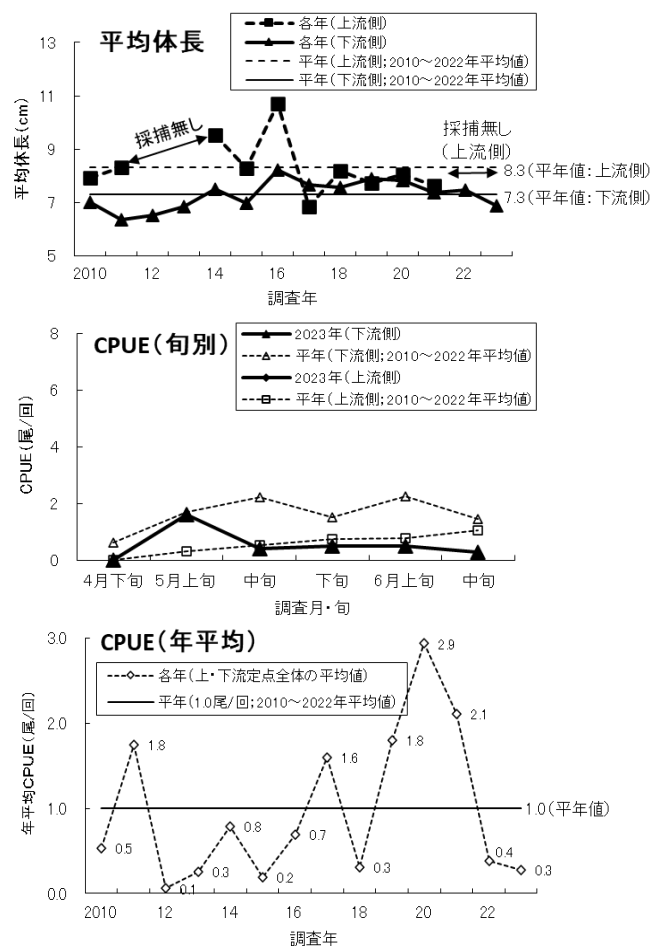 平均体長
各年(上流側)
各年(下流側)
平年(上流側;2010~2022年平均値)
平年(下流側;2010~2022年平均値)
平均体長(cm)
13
11
9
7
5
採捕無し
採捕無し
(上流側)
8.3(平年値:上流側)
7.3(平年値:下流側)
2010 12 14 16 18 20 22
調査年
CPUE(旬別)
2023年(下流側)
平年(下流側;2010~2022年平均値)
2023年(上流側)
平年(上流側;2010~2022年平均値)
CPUE(尾/回)
8
6
4
2
0
4月下旬 5月上旬 中旬 下旬 6月上旬 中旬
調査月・旬
CPUE(年平均)
各年(上・下流定点全体の平均値)
平年(1.0尾/回;2010~2022年平均値)
年平均CPUE(尾/回)
3.0
2.0
1.0
0.0
0.5
1.8
0.1
0.3
0.8
0.2
0.7
1.6
0.3
1.8
2.9
2.1
0.4
0.3
1.0(平年値)
2010 12 14 16 18 20 22
調査年